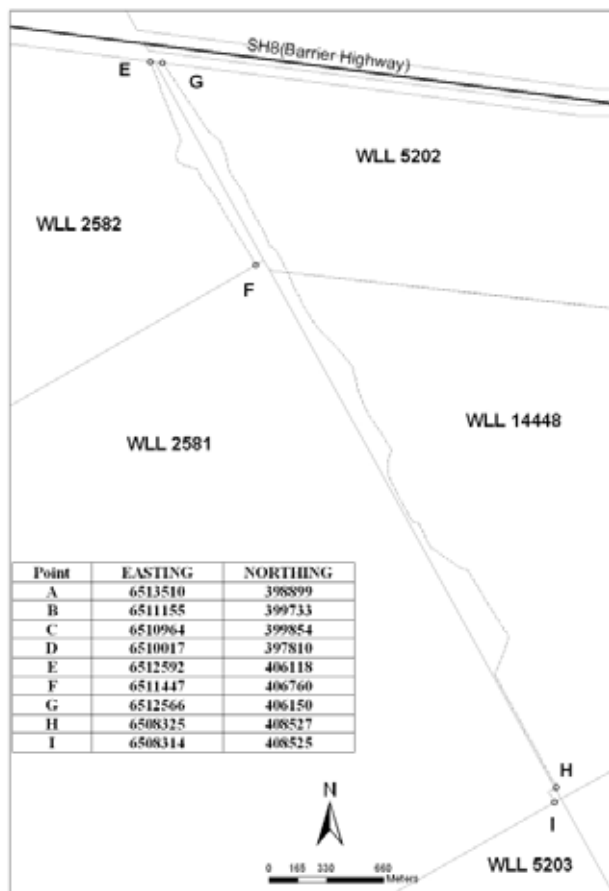 SH8(Barrier Highway)
E
G
WLL 5202
WLL 2582
F
WLL 14448
WLL 2581
Point EASTING NORTHING
A 6513510 398899
B 6511155 399733
C 6510964 399854
D 6510017 397810
E 6512592 406118
F 6511447 406760
G 6512566 406150
H 6508325 408527
I 6508314 408525
H
I
N
WLL 5203
0 165 330 660
Meters